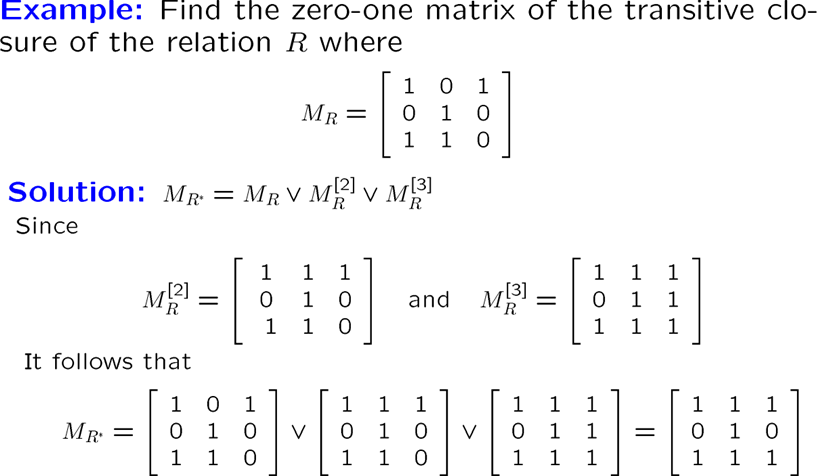 Example: Find the zero-one matrix of the transitive clo-
sure of the relation R where
M_R = [ 1 0 1 ; 0 1 0 ; 1 1 0 ]
Solution: M_{R*} = M_R ∨ M_R^{[2]} ∨ M_R^{[3]}
Since
M_R^{[2]} = [ 1 1 1 ; 0 1 0 ; 1 1 0 ] and M_R^{[3]} = [ 1 1 1 ; 0 1 1 ; 1 1 1 ]
It follows that
M_{R*} = [ 1 0 1 ; 0 1 0 ; 1 1 0 ] ∨ [ 1 1 1 ; 0 1 0 ; 1 1 0 ] ∨ [ 1 1 1 ; 0 1 1 ; 1 1 1 ] = [ 1 1 1 ; 0 1 0 ; 1 1 1 ]